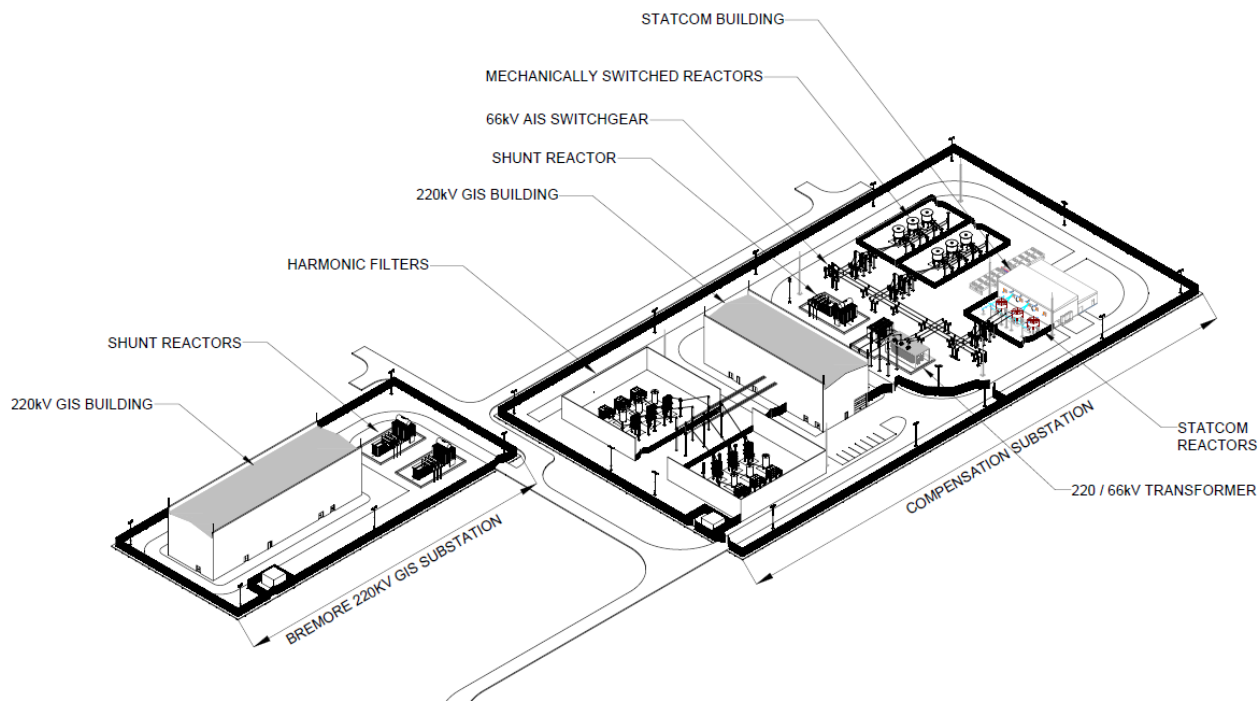 STATCOM BUILDING
MECHANICALLY SWITCHED REACTORS
66kV AIS SWITCHGEAR
SHUNT REACTOR
220kV GIS BUILDING
HARMONIC FILTERS
SHUNT REACTORS
220kV GIS BUILDING
STATCOM
REACTORS
220 / 66kV TRANSFORMER
COMPENSATION SUBSTATION
BREMORE 220KV GIS SUBSTATION